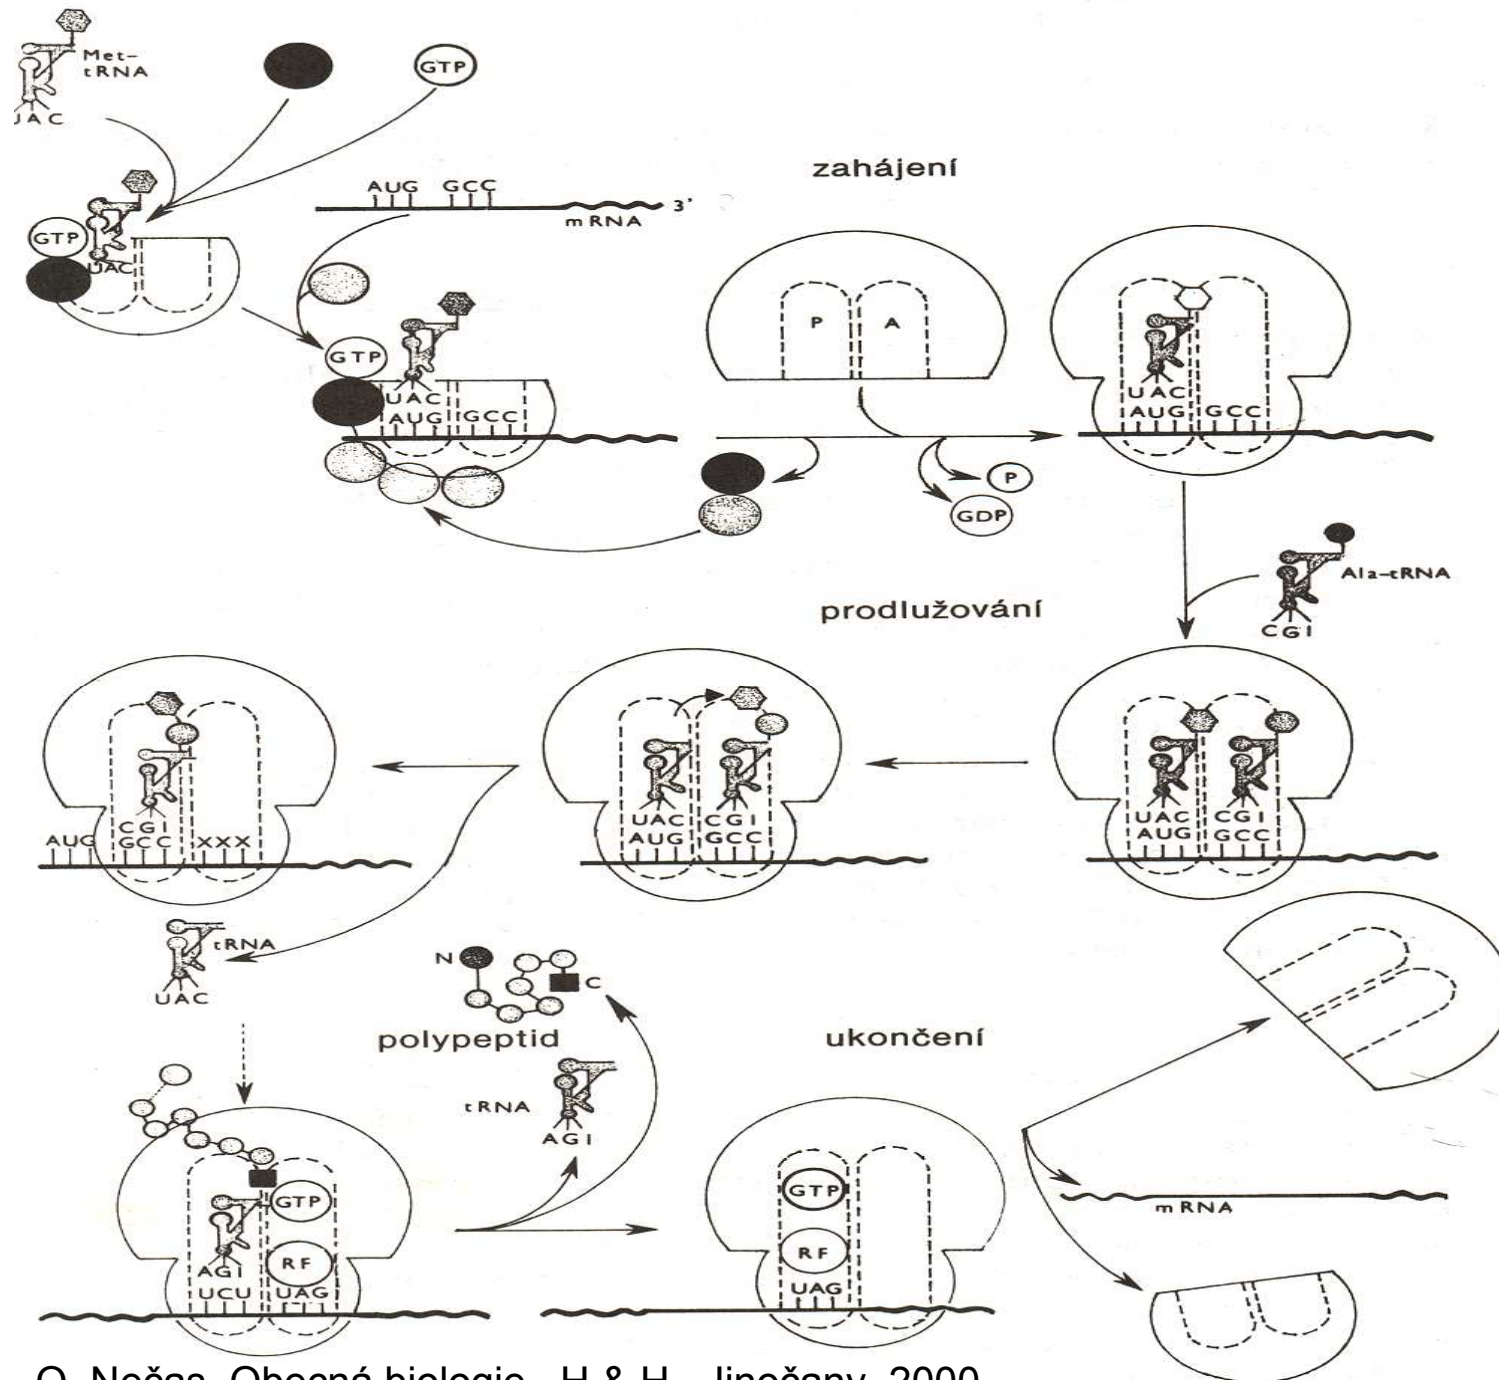 Met-
tRNA
GTP
UAC
zahájení
AUG GCC
3'
mRNA
GTP
UAC
P A
GTP
UAC
AUG GCC
UAC
AUG GCC
P
GDP
Ala-tRNA
CGI
prodlužování
UAC CGI
AUG GCC
UAC CGI
AUG GCC
CGI
AUG GCC XXX
tRNA
UAC
N
C
polypeptid
ukončení
tRNA
AGI
GTP
RF
AGI
UCU UAG
GTP
RF
UAG
mRNA
O. Nečas, Obecná biologie, H & H, Jinočany, 2000